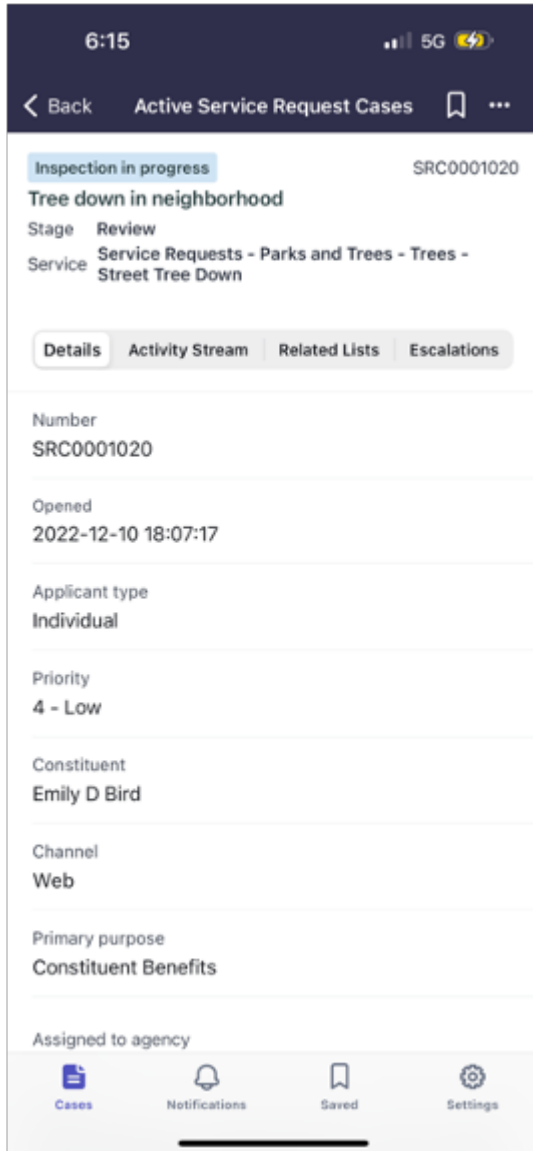 6:15
5G
Back
Active Service Request Cases
Inspection in progress
SRC0001020
Tree down in neighborhood
Stage Review
Service Service Requests - Parks and Trees - Trees -
Street Tree Down
Details
Activity Stream
Related Lists
Escalations
Number
SRC0001020
Opened
2022-12-10 18:07:17
Applicant type
Individual
Priority
4 - Low
Constituent
Emily D Bird
Channel
Web
Primary purpose
Constituent Benefits
Assigned to agency
Cases
Notifications
Saved
Settings